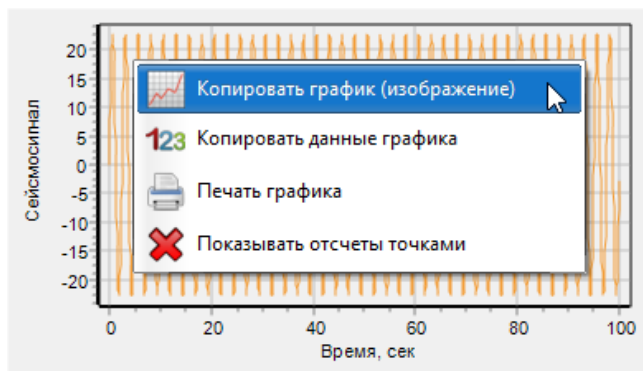 20
15
10
5
0
-5
-10
-15
-20
Сейсмосигнал
Копировать график (изображение)
123 Копировать данные графика
Печать графика
Показывать отсчеты точками
0 20 40 60 80 100
Время, сек